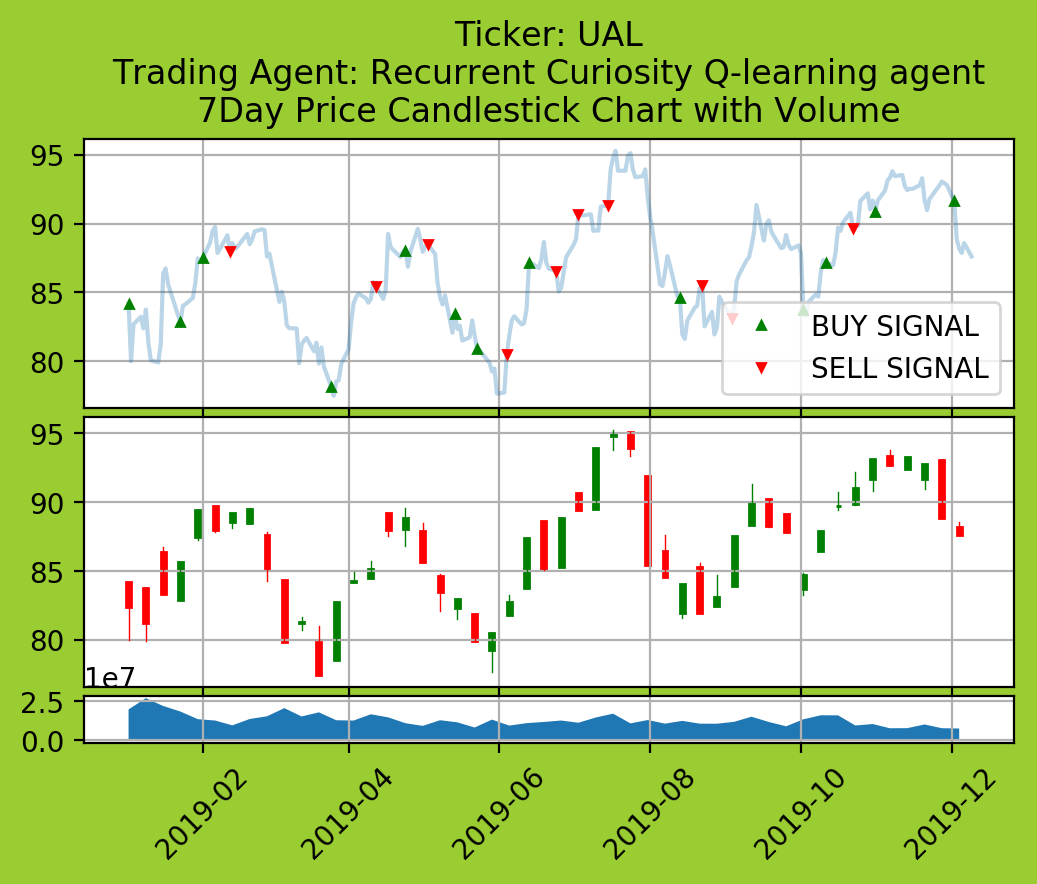 Ticker: UAL
Trading Agent: Recurrent Curiosity Q-learning agent
7Day Price Candlestick Chart with Volume
95
90
85
80
BUY SIGNAL
SELL SIGNAL
95
90
85
80
1e7
2.5
0.0
2019-02
2019-04
2019-06
2019-08
2019-10
2019-12